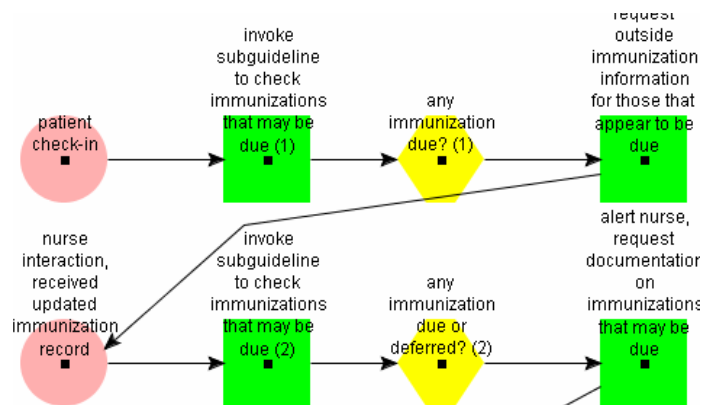 patient
check-in
invoke
subguideline
to check
immunizations
that may be
due (1)
any
immunization
due? (1)
request
outside
immunization
information
for those that
appear to be
due
nurse
interaction,
received
updated
immunization
record
invoke
subguideline
to check
immunizations
that may be
due (2)
any
immunization
due or
deferred? (2)
alert nurse,
request
documentation
on
immunizations
that may be
due